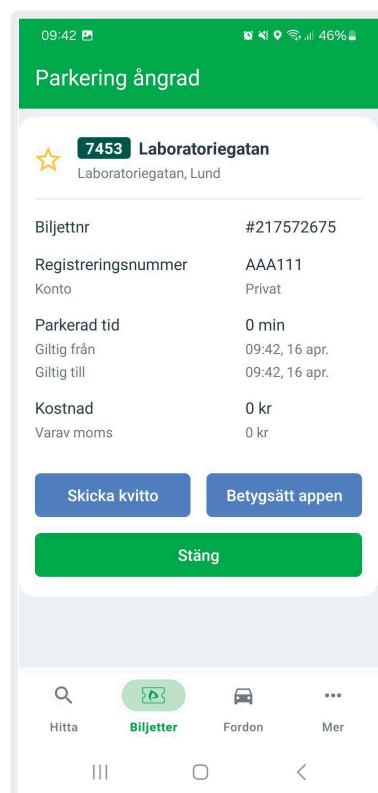 09:42 46%
Parkering ångrad
7453 Laboratoriegatan
Laboratoriegatan, Lund
Biljettnr #217572675
Registreringsnummer AAA111
Konto Privat
Parkerad tid 0 min
Giltig från 09:42, 16 apr.
Giltig till 09:42, 16 apr.
Kostnad 0 kr
Varav moms 0 kr
Skicka kvitto Betygsätt appen
Stäng
Hitta Biljetter Fordon Mer